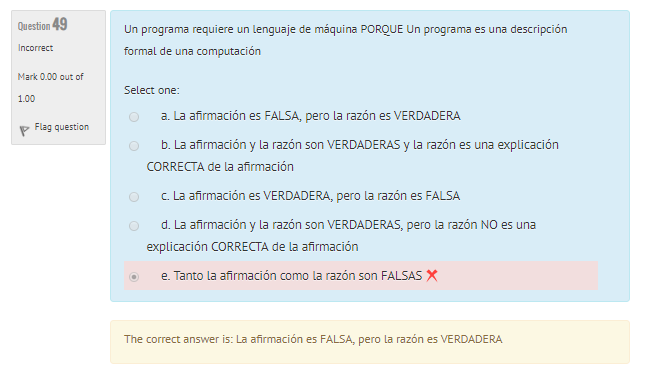 Question 49
Incorrect
Mark 0.00 out of
1.00
Flag question
Un programa requiere un lenguaje de máquina PORQUE Un programa es una descripción
formal de una computación
Select one:
a. La afirmación es FALSA, pero la razón es VERDADERA
b. La afirmación y la razón son VERDADERAS y la razón es una explicación
CORRECTA de la afirmación
c. La afirmación es VERDADERA, pero la razón es FALSA
d. La afirmación y la razón son VERDADERAS, pero la razón NO es una
explicación CORRECTA de la afirmación
e. Tanto la afirmación como la razón son FALSAS
The correct answer is: La afirmación es FALSA, pero la razón es VERDADERA